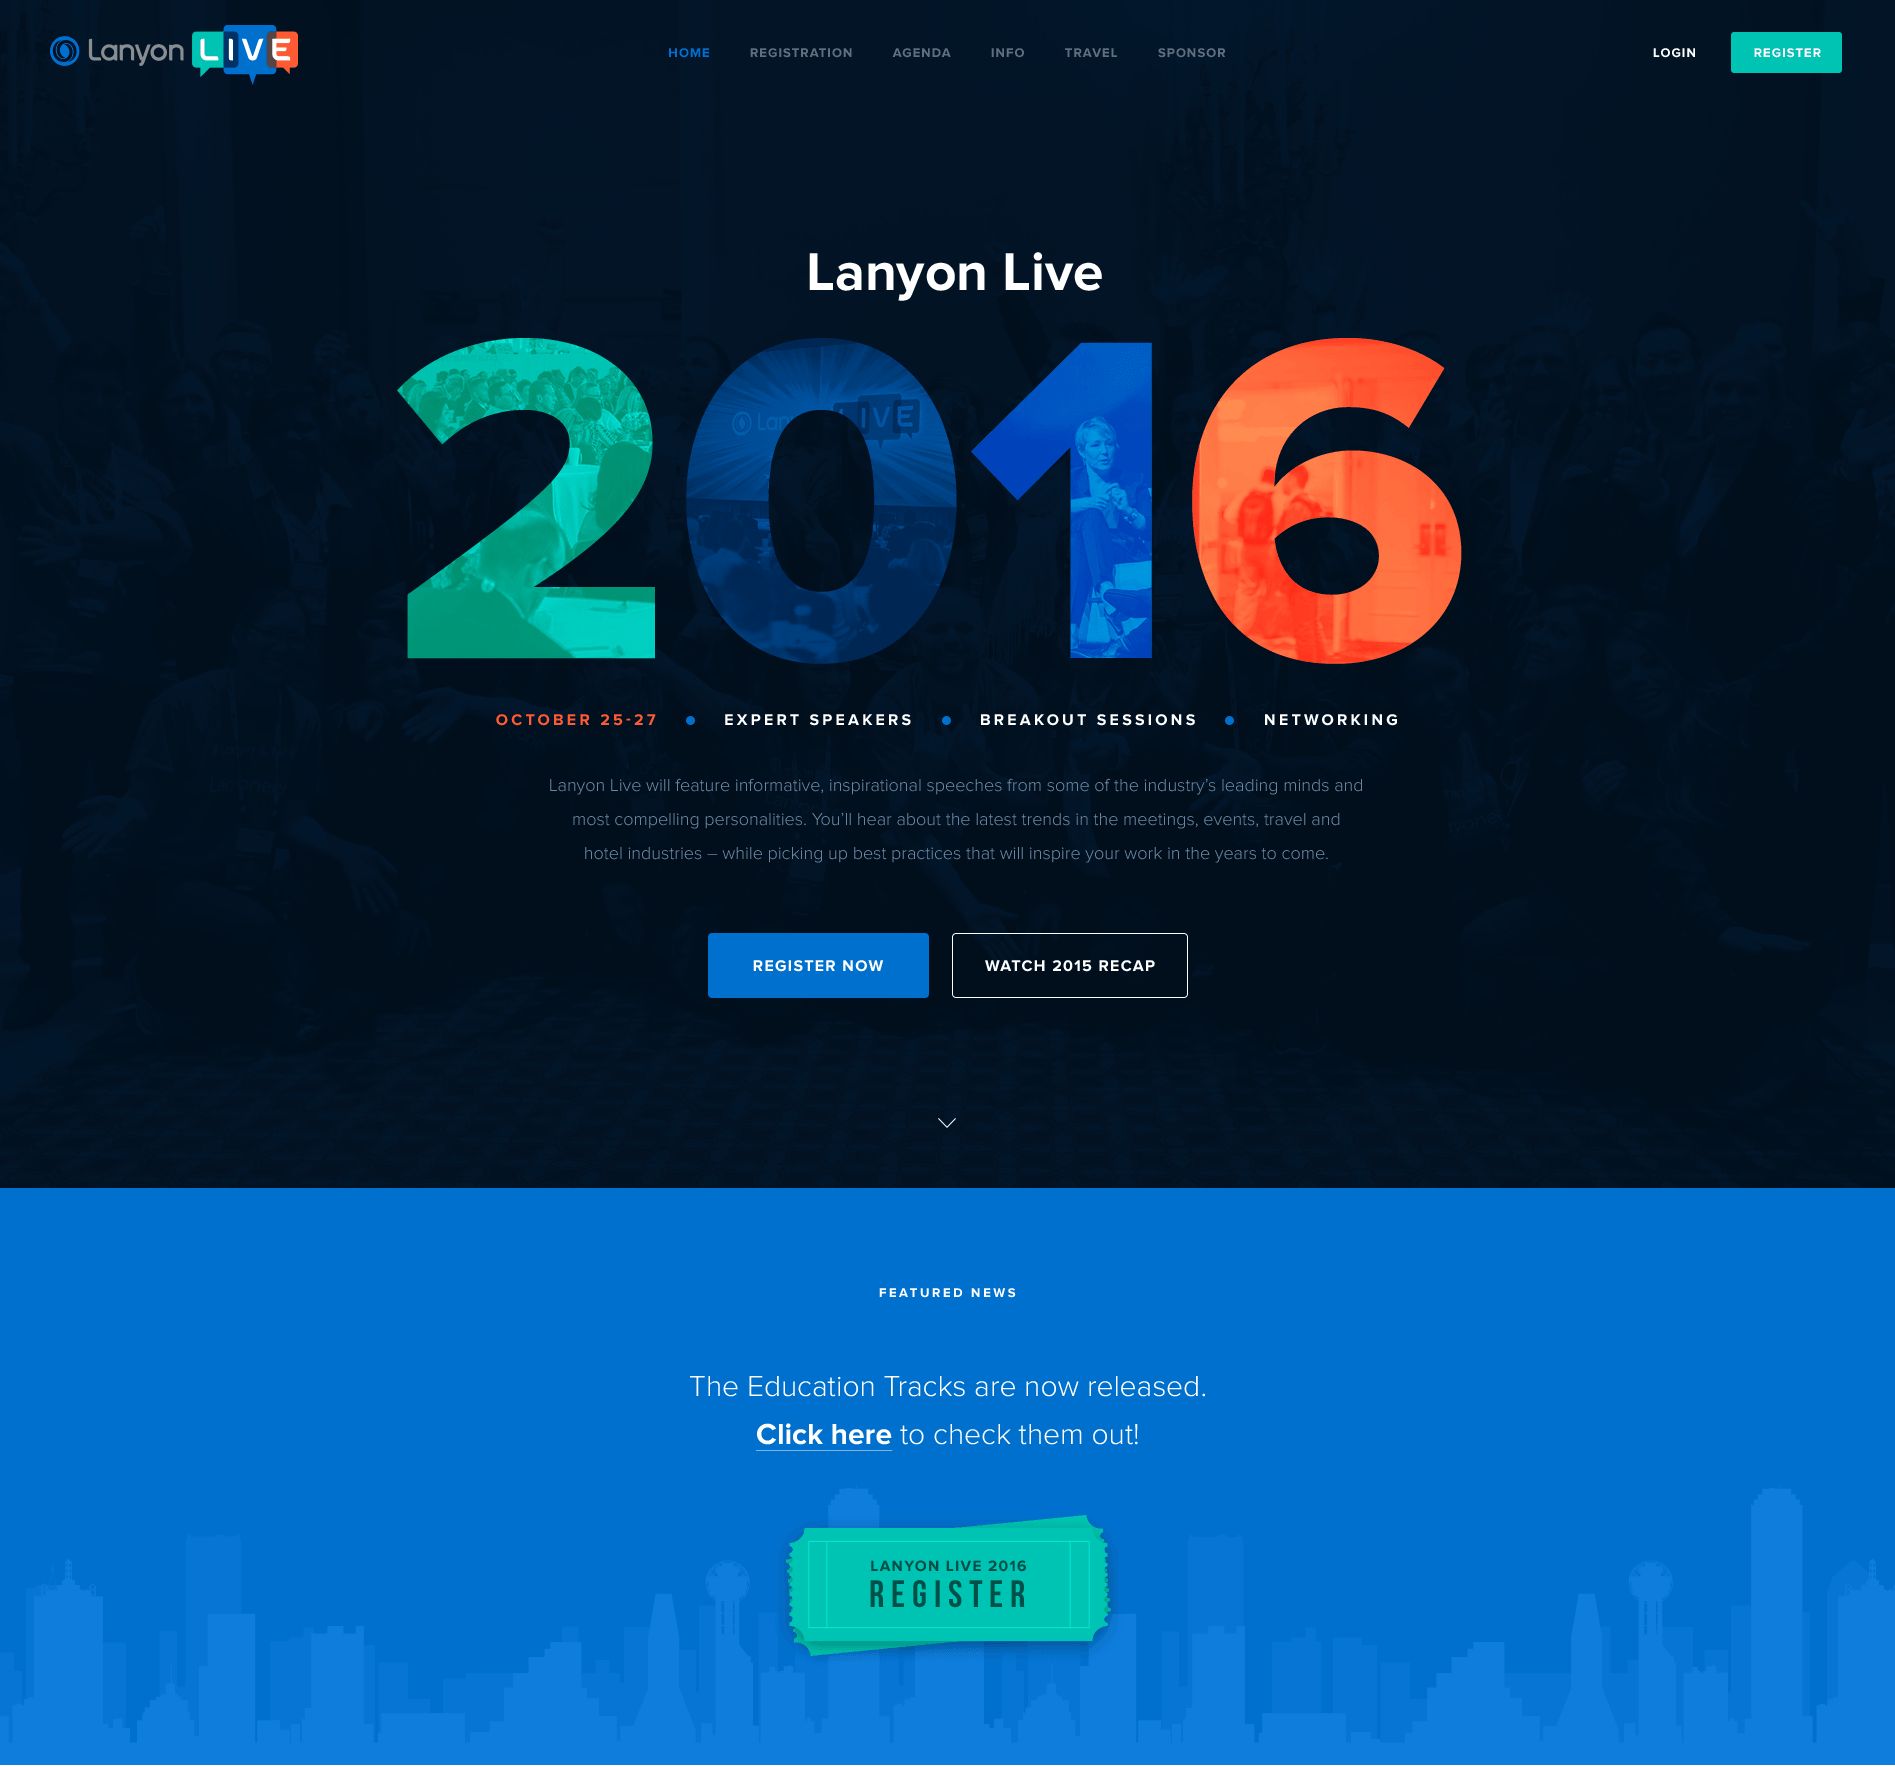 Lanyon LIVE
HOME REGISTRATION AGENDA INFO TRAVEL SPONSOR
LOGIN REGISTER
Lanyon Live
2016
LIVE
OCTOBER 25-27 • EXPERT SPEAKERS • BREAKOUT SESSIONS • NETWORKING
Lanyon Live will feature informative, inspirational speeches from some of the industry’s leading minds and
most compelling personalities. You’ll hear about the latest trends in the meetings, events, travel and
hotel industries – while picking up best practices that will inspire your work in the years to come.
REGISTER NOW WATCH 2015 RECAP
FEATURED NEWS
The Education Tracks are now released.
Click here to check them out!
LANYON LIVE 2016
REGISTER